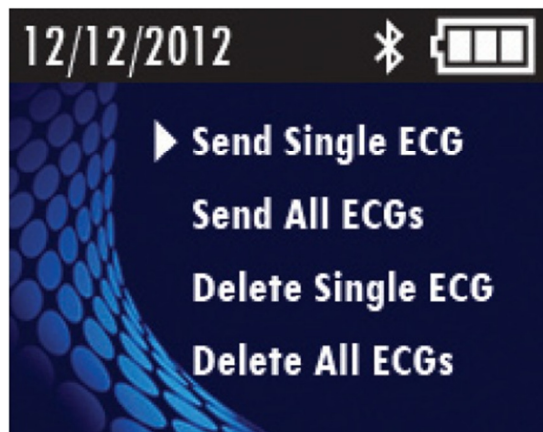 12/12/2012
Send Single ECG
Send All ECGs
Delete Single ECG
Delete All ECGs